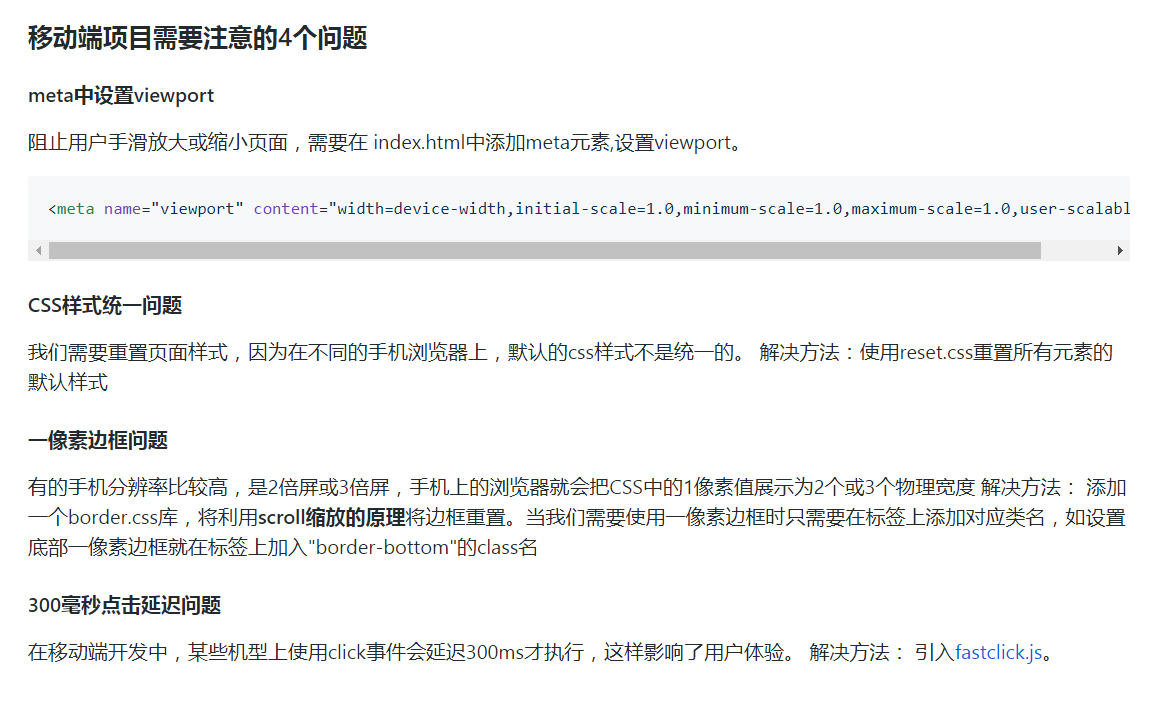 移动端项目需要注意的4个问题
meta中设置viewport
阻止用户手滑放大或缩小页面，需要在 index.html中添加meta元素,设置viewport。
<meta name="viewport" content="width=device-width,initial-scale=1.0,minimum-scale=1.0,maximum-scale=1.0,user-scalabl
CSS样式统一问题
我们需要重置页面样式，因为在不同的手机浏览器上，默认的css样式不是统一的。 解决方法：使用reset.css重置所有元素的
默认样式
一像素边框问题
有的手机分辨率比较高，是2倍屏或3倍屏，手机上的浏览器就会把CSS中的1像素值展示为2个或3个物理宽度 解决方法： 添加
一个border.css库，将利用scroll缩放的原理将边框重置。当我们需要使用一像素边框时只需要在标签上添加对应类名，如设置
底部一像素边框就在标签上加入"border-bottom"的class名
300毫秒点击延迟问题
在移动端开发中，某些机型上使用click事件会延迟300ms才执行，这样影响了用户体验。 解决方法： 引入fastclick.js。